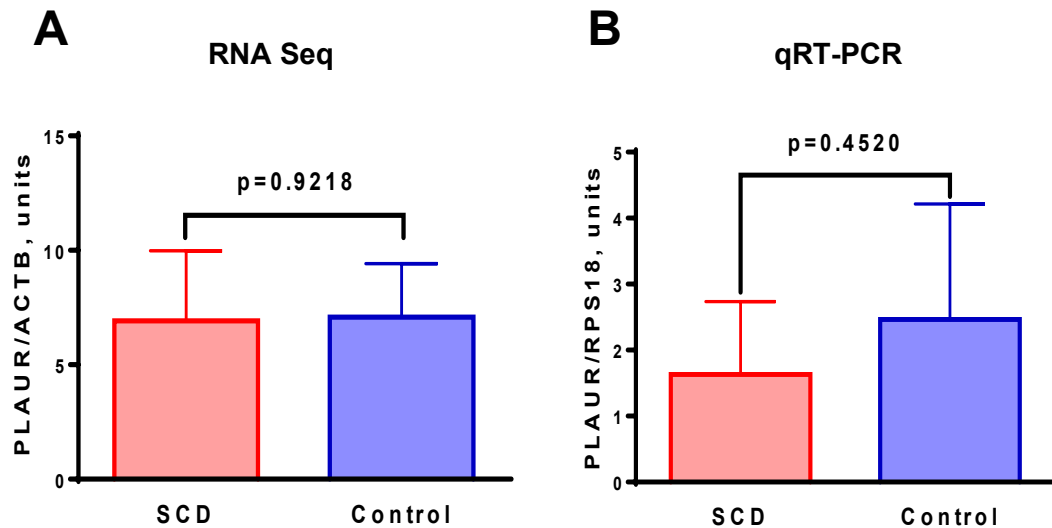 A
RNA Seq
PLAUR/ACTB, units
15
10
5
0
p=0.9218
SCD
Control
B
qRT-PCR
PLAUR/RPS18, units
5
4
3
2
1
0
p=0.4520
SCD
Control